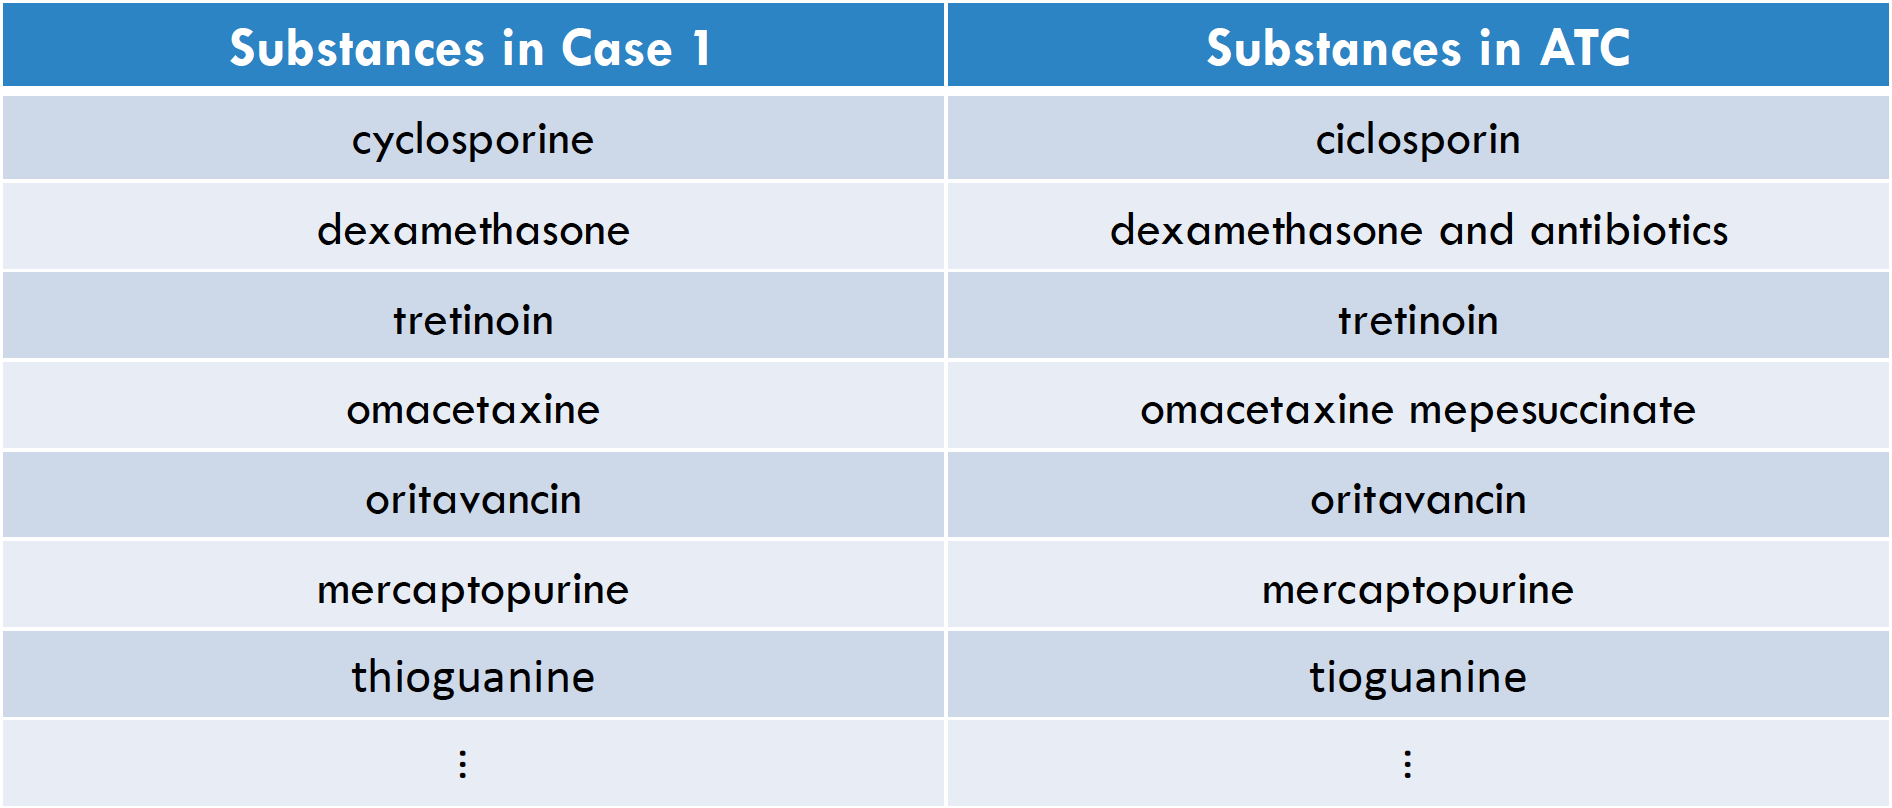 Substances in Case 1 Substances in ATC
cyclosporine ciclosporin
dexamethasone dexamethasone and antibiotics
tretinoin tretinoin
omacetaxine omacetaxine mepesuccinate
oritavancin oritavancin
mercaptopurine mercaptopurine
thioguanine tioguanine
⋮ ⋮